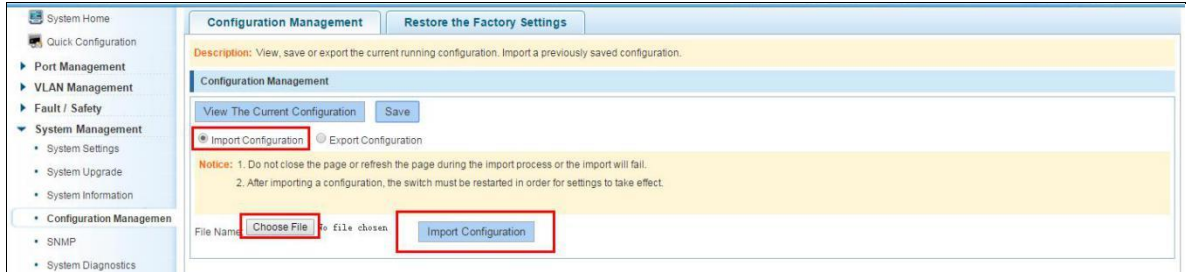 System Home
Quick Configuration
Port Management
VLAN Management
Fault / Safety
System Management
System Settings
System Upgrade
System Information
Configuration Managemen
SNMP
System Diagnostics
Configuration Management
Restore the Factory Settings
Description: View, save or export the current running configuration. Import a previously saved configuration.
Configuration Management
View The Current Configuration Save
Import Configuration Export Configuration
Notice: 1. Do not close the page or refresh the page during the import process or the import will fail.
2. After importing a configuration, the switch must be restarted in order for settings to take effect.
File Name Choose File No file chosen Import Configuration